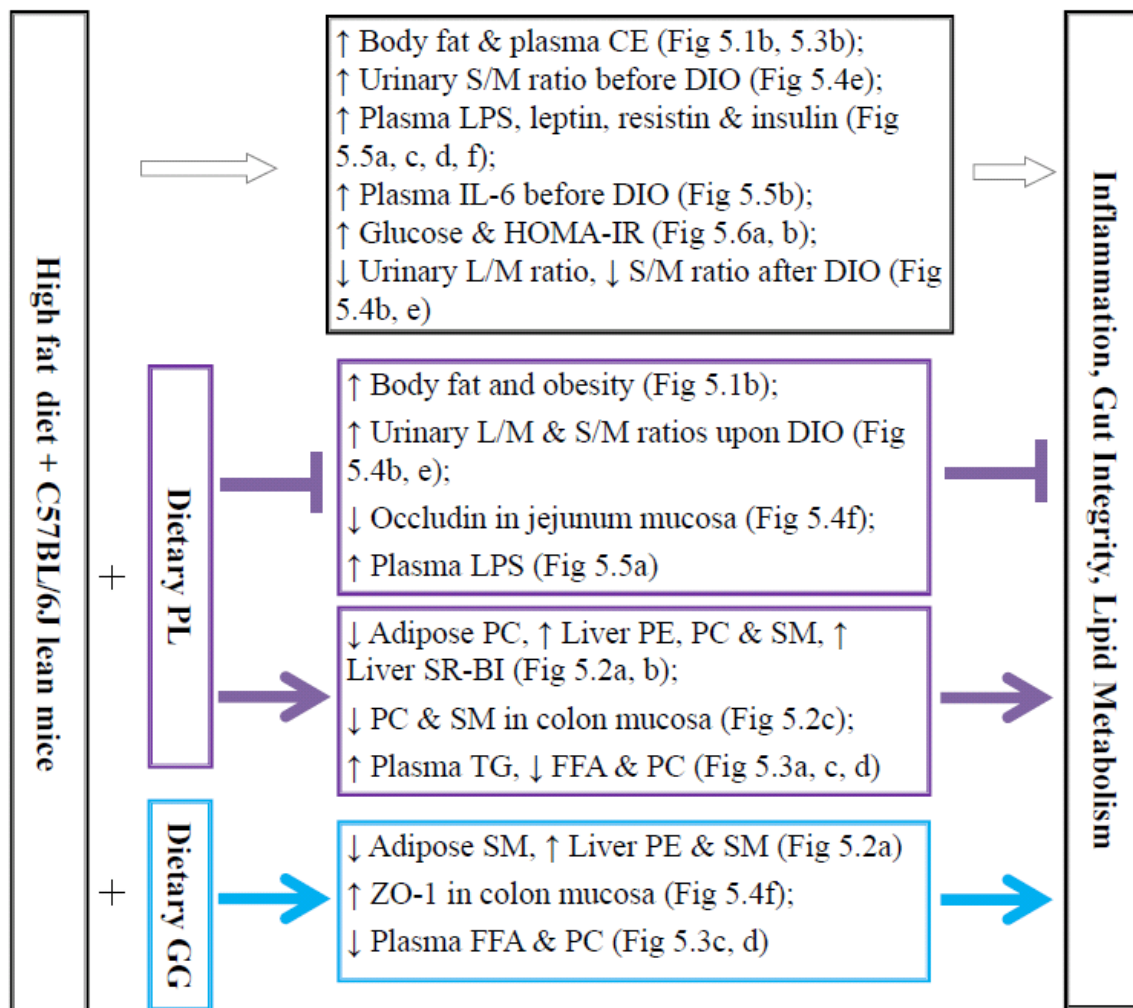 High fat diet + C57BL/6J lean mice
↑ Body fat & plasma CE (Fig 5.1b, 5.3b);
↑ Urinary S/M ratio before DIO (Fig 5.4e);
↑ Plasma LPS, leptin, resistin & insulin (Fig
5.5a, c, d, f);
↑ Plasma IL-6 before DIO (Fig 5.5b);
↑ Glucose & HOMA-IR (Fig 5.6a, b);
↓ Urinary L/M ratio, ↓ S/M ratio after DIO (Fig
5.4b, e)
+
Dietary PL
↑ Body fat and obesity (Fig 5.1b);
↑ Urinary L/M & S/M ratios upon DIO (Fig
5.4b, e);
↓ Occludin in jejunum mucosa (Fig 5.4f);
↑ Plasma LPS (Fig 5.5a)
↓ Adipose PC, ↑ Liver PE, PC & SM, ↑
Liver SR-BI (Fig 5.2a, b);
↓ PC & SM in colon mucosa (Fig 5.2c);
↑ Plasma TG, ↓ FFA & PC (Fig 5.3a, c, d)
+
Dietary GG
↓ Adipose SM, ↑ Liver PE & SM (Fig 5.2a)
↑ ZO-1 in colon mucosa (Fig 5.4f);
↓ Plasma FFA & PC (Fig 5.3c, d)
Inflammation, Gut Integrity, Lipid Metabolism